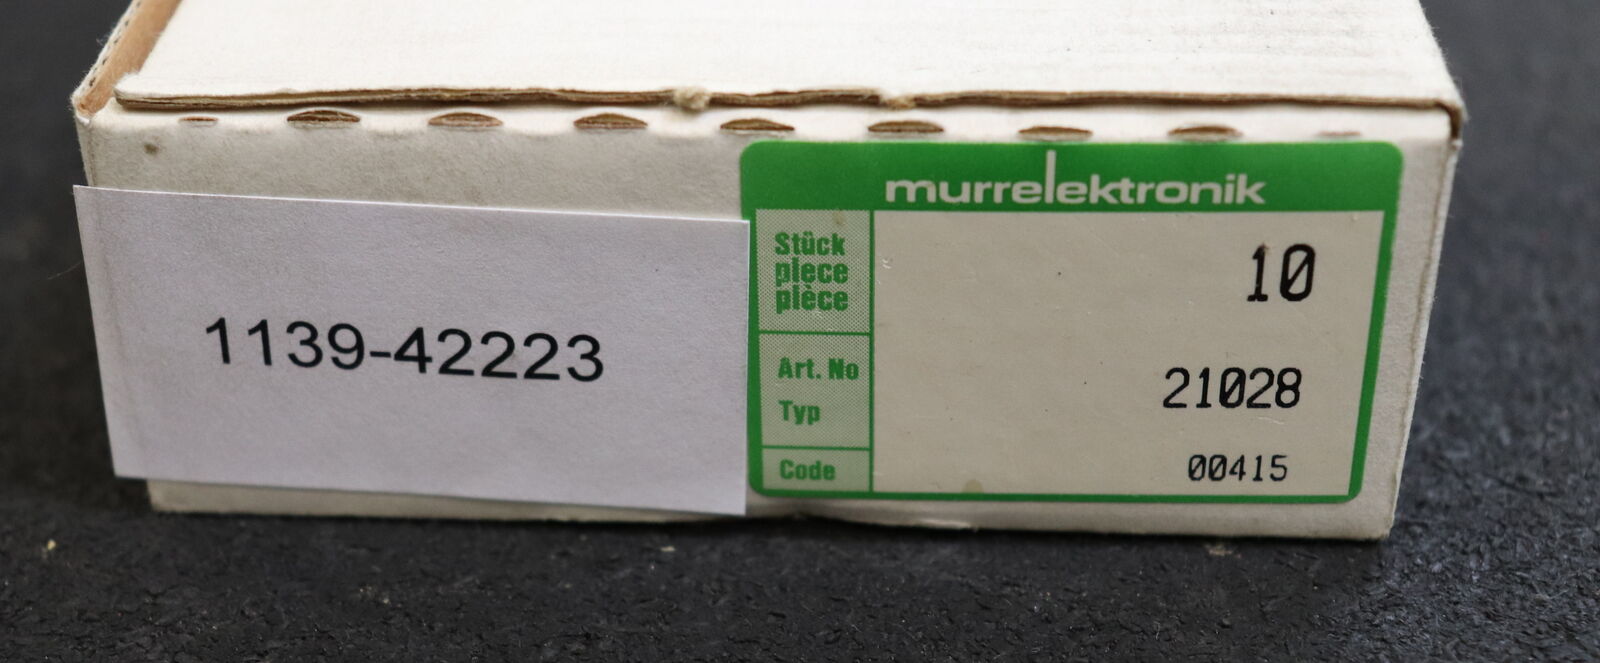 1139-42223
murrelektronik
Stück
piece
pièce
10
Art. No
Typ
21028
Code
00415